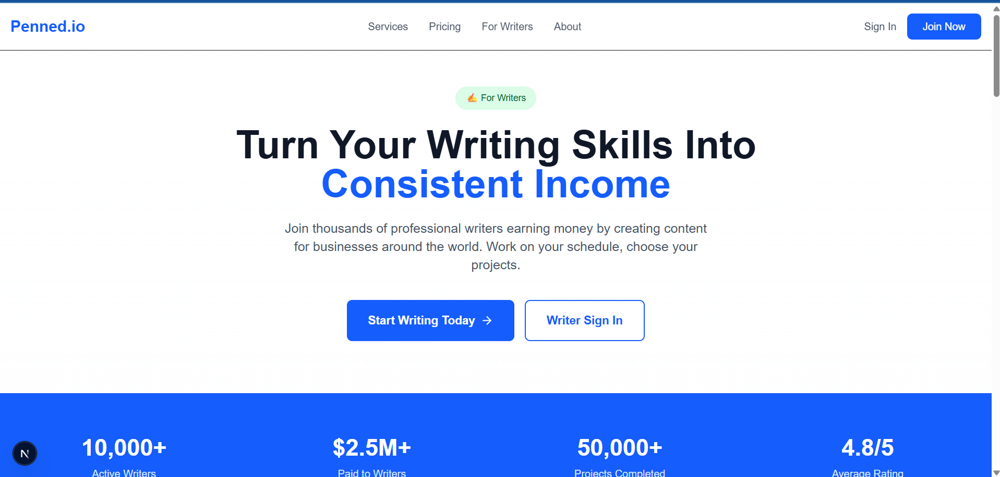 Penned.io
Services Pricing For Writers About
Sign In Join Now
✍️ For Writers
Turn Your Writing Skills Into
Consistent Income
Join thousands of professional writers earning money by creating content
for businesses around the world. Work on your schedule, choose your
projects.
Start Writing Today →
Writer Sign In
10,000+ $2.5M+ 50,000+ 4.8/5
N
Active Writers Paid to Writers Projects Completed Average Rating